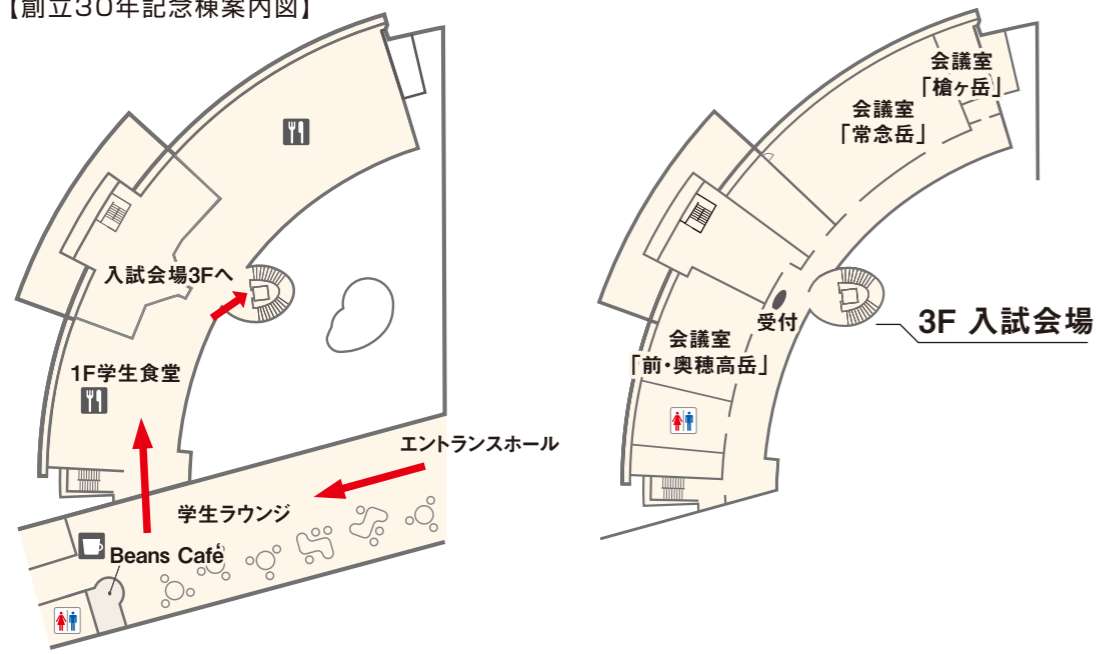 【創立30年記念棟案内図】
入試会場3Fへ
1F学生食堂
エントランスホール
学生ラウンジ
Beans Café
会議室
「槍ヶ岳」
会議室
「常念岳」
受付
3F 入試会場
会議室
「前・奥穂高岳」